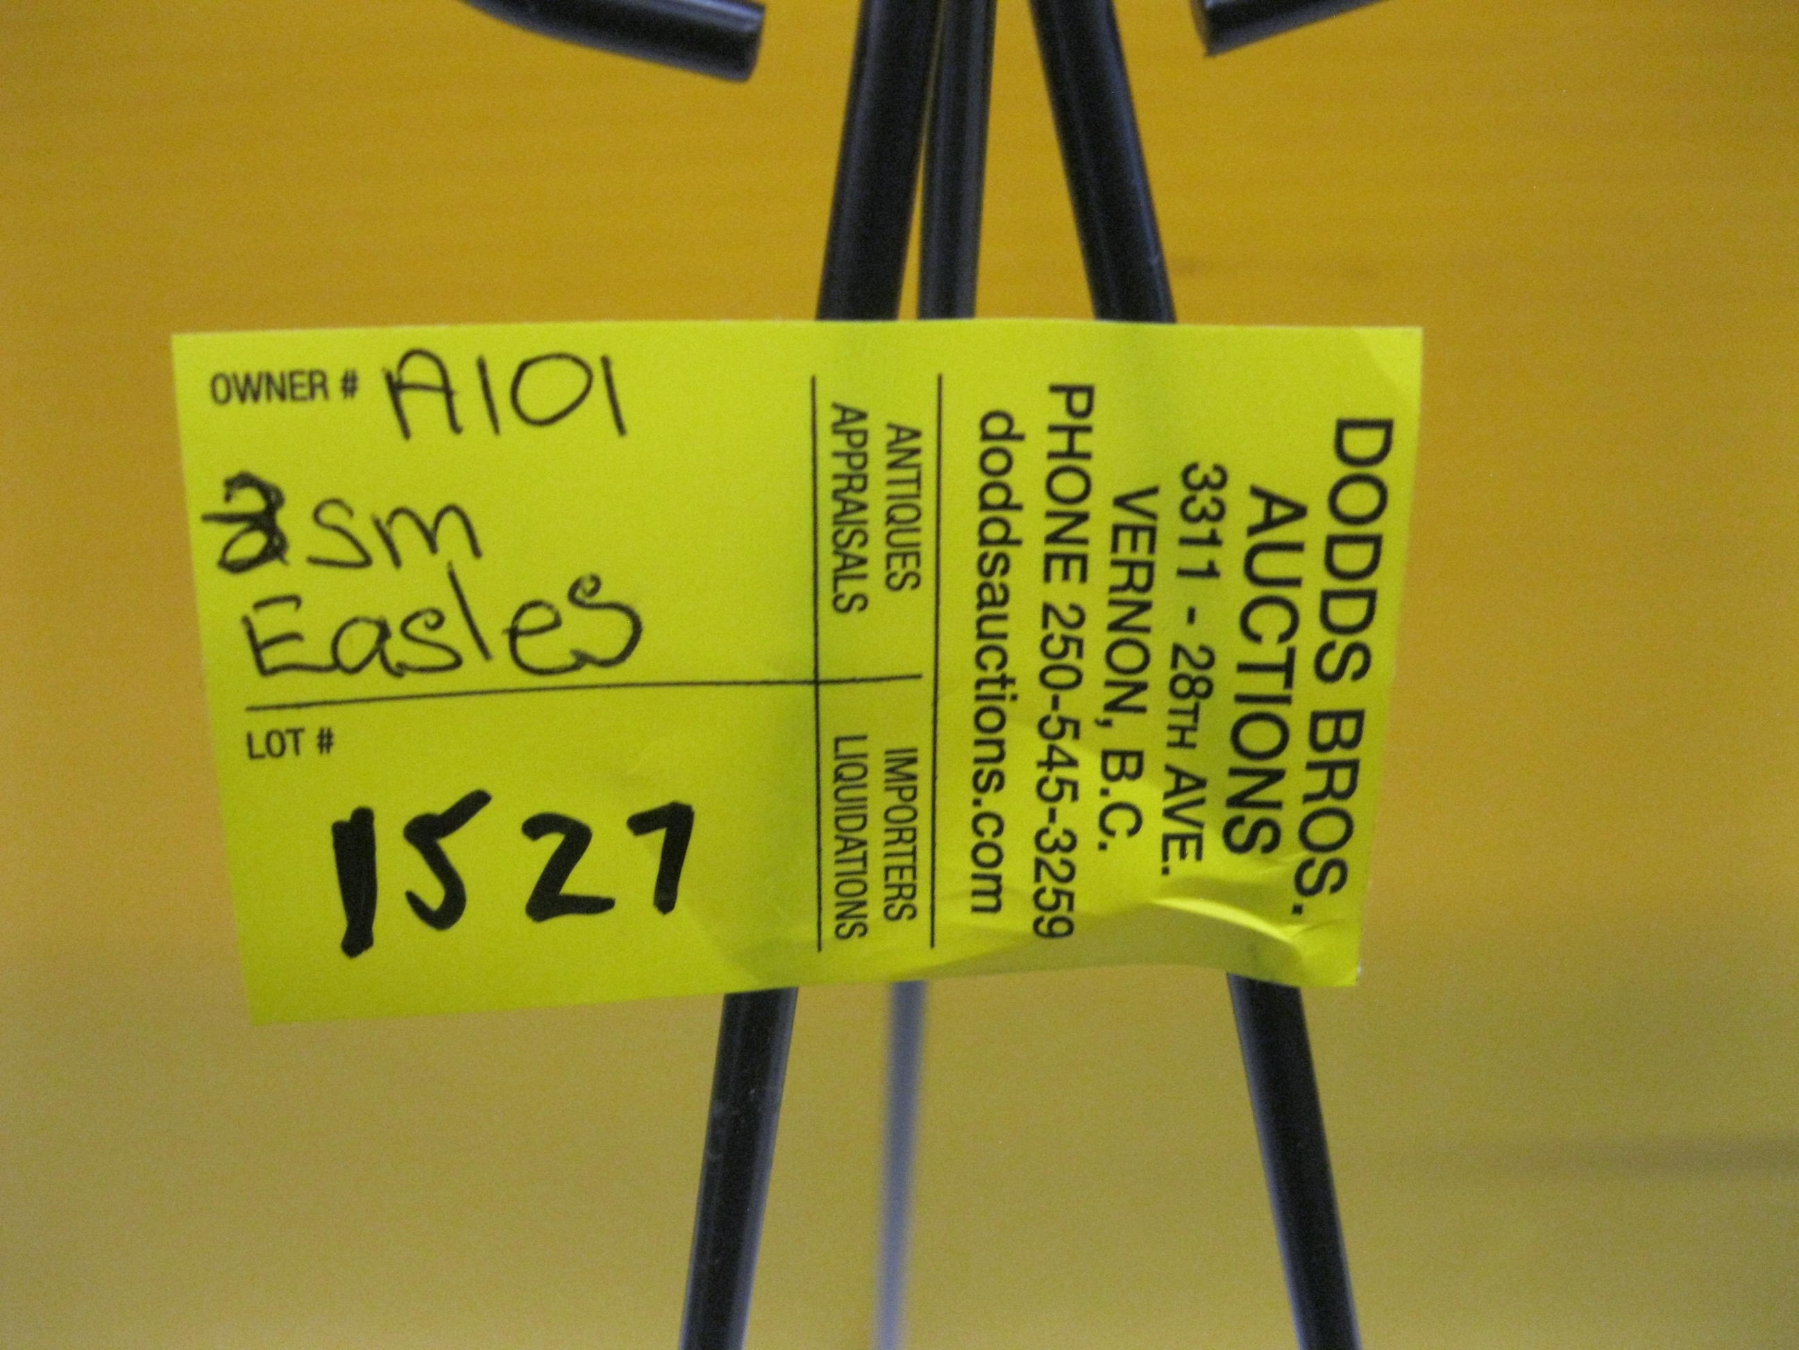 OWNER # A101
sm
Easles
LOT #
1527
DODDS BROS.
AUCTIONS
3311 - 28TH AVE.
VERNON, B.C.
PHONE 250-545-3259
doddsauctions.com
ANTIQUES
APPRAISALS
IMPORTERS
LIQUIDATIONS